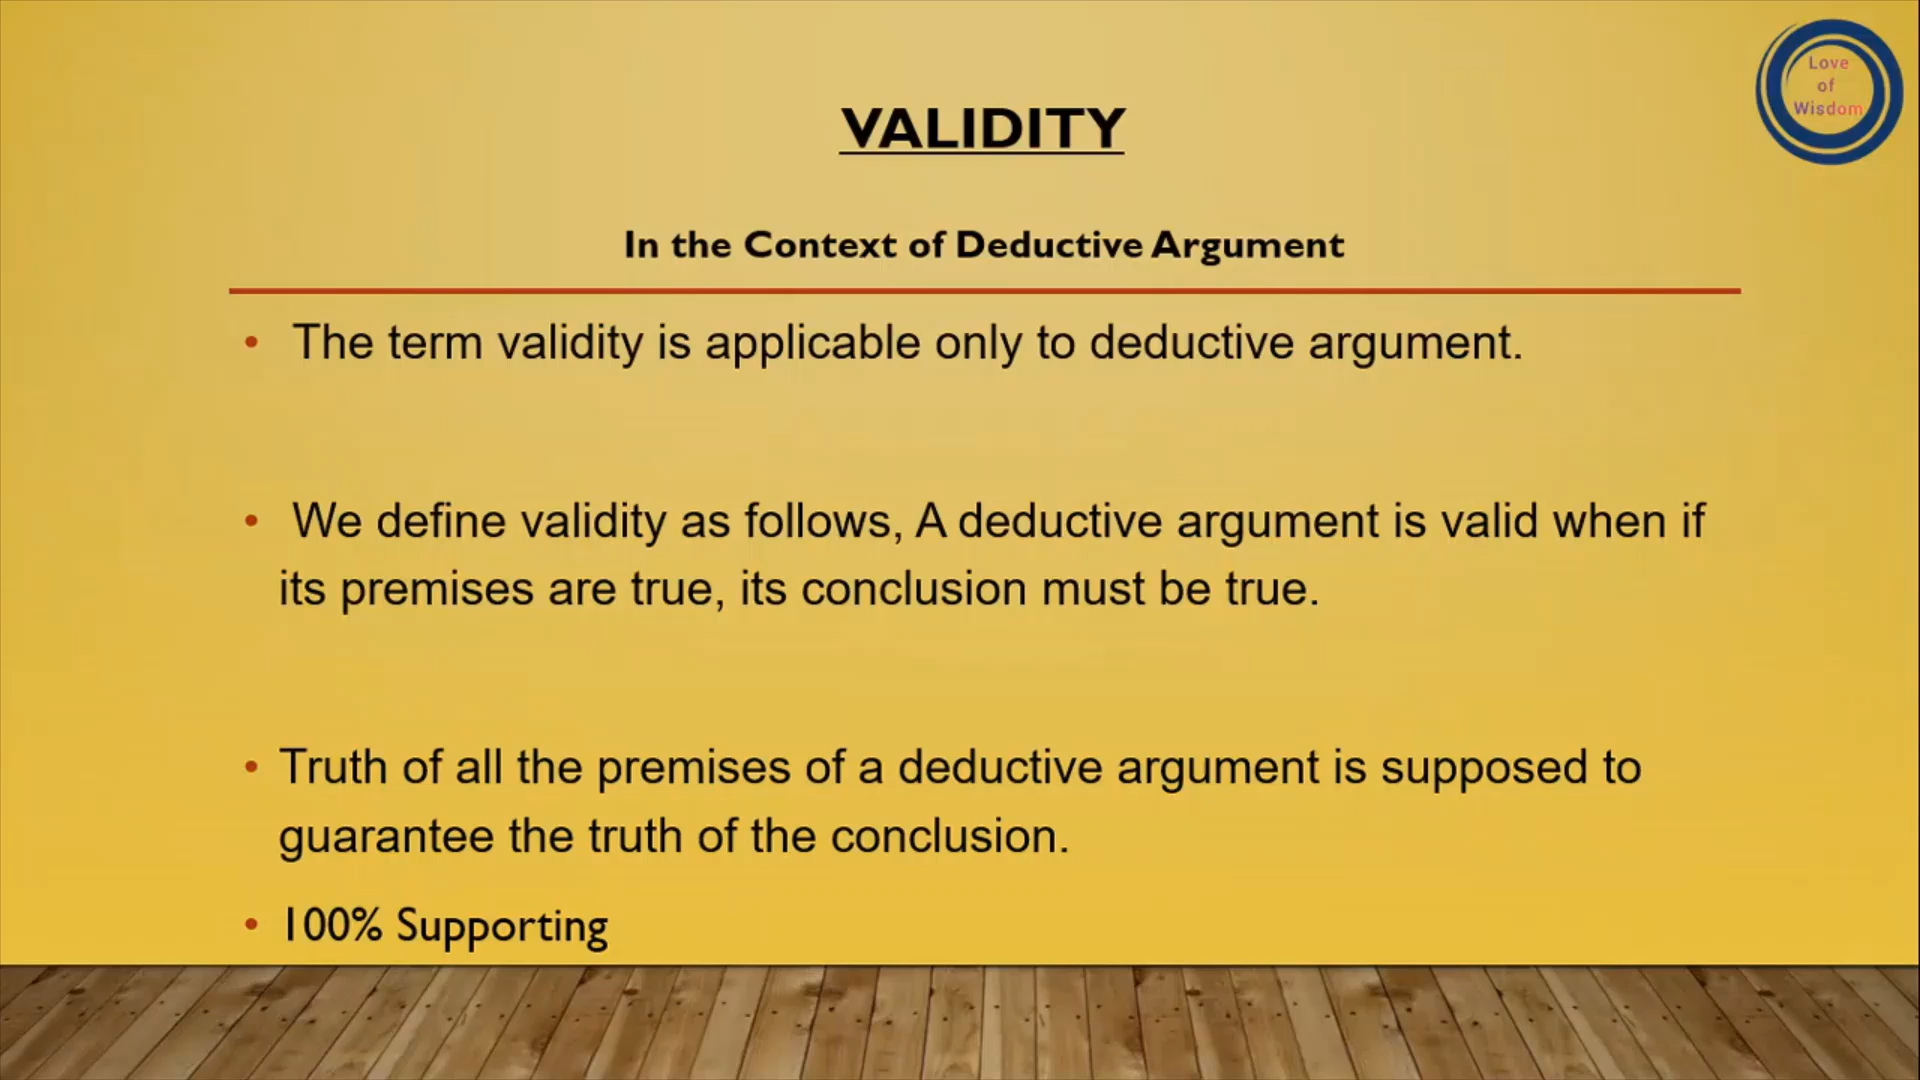 Love
of
Wisdom
VALIDITY
In the Context of Deductive Argument
• The term validity is applicable only to deductive argument.
• We define validity as follows, A deductive argument is valid when if
its premises are true, its conclusion must be true.
• Truth of all the premises of a deductive argument is supposed to
guarantee the truth of the conclusion.
• 100% Supporting